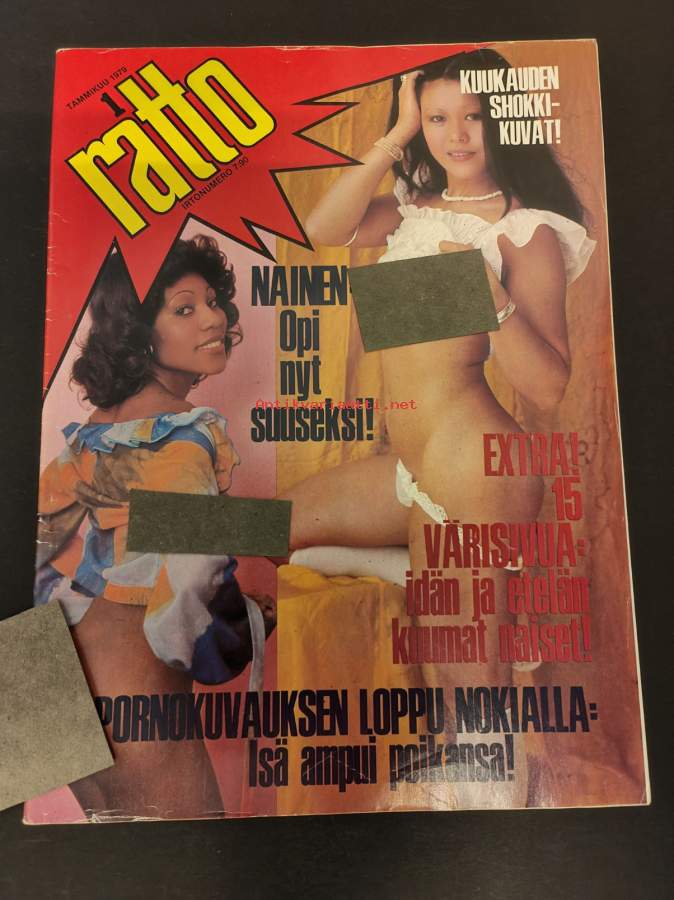 TAMMIKUU 1979
1
ratto
IRTONUMERO 7,90
KUUKAUDEN
SHOKKI-
KUVAT!
NAINEN
Opi
nyt
suuseksi!
Antikvariaatti.net
EXTRA!
15
VÄRISIVUA:
idän ja etelän
kuumat naiset!
PORNOKUVAUKSEN LOPPU NOKIALLA:
Isä ampui poikansa!